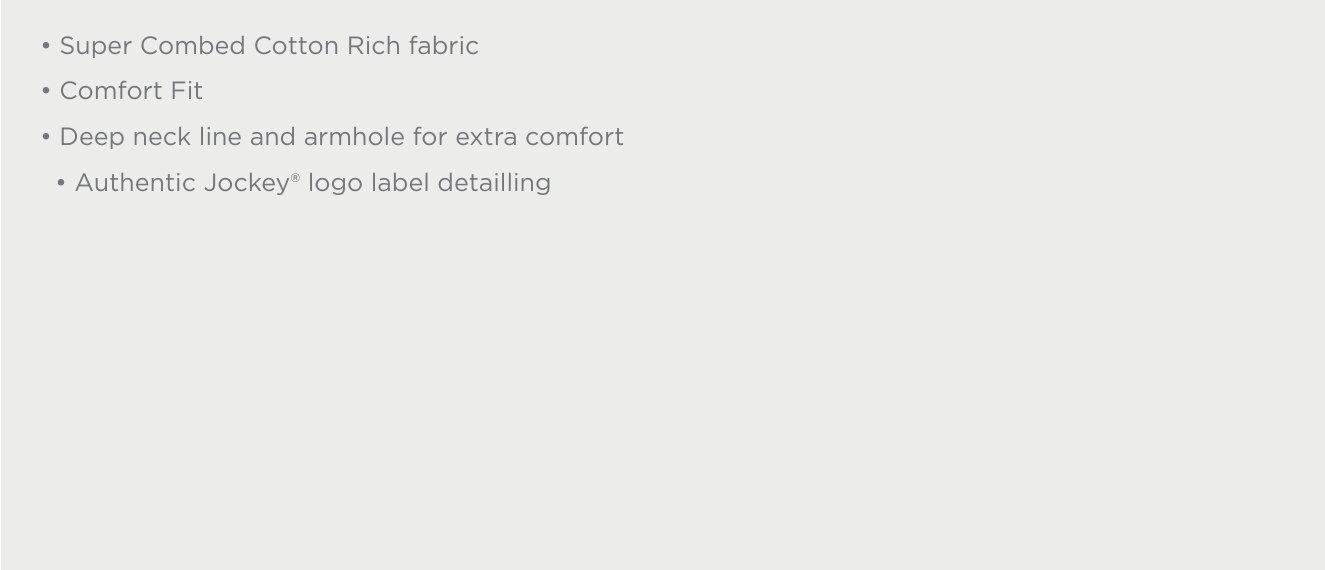 • Super Combed Cotton Rich fabric
• Comfort Fit
• Deep neck line and armhole for extra comfort
• Authentic Jockey® logo label detailling